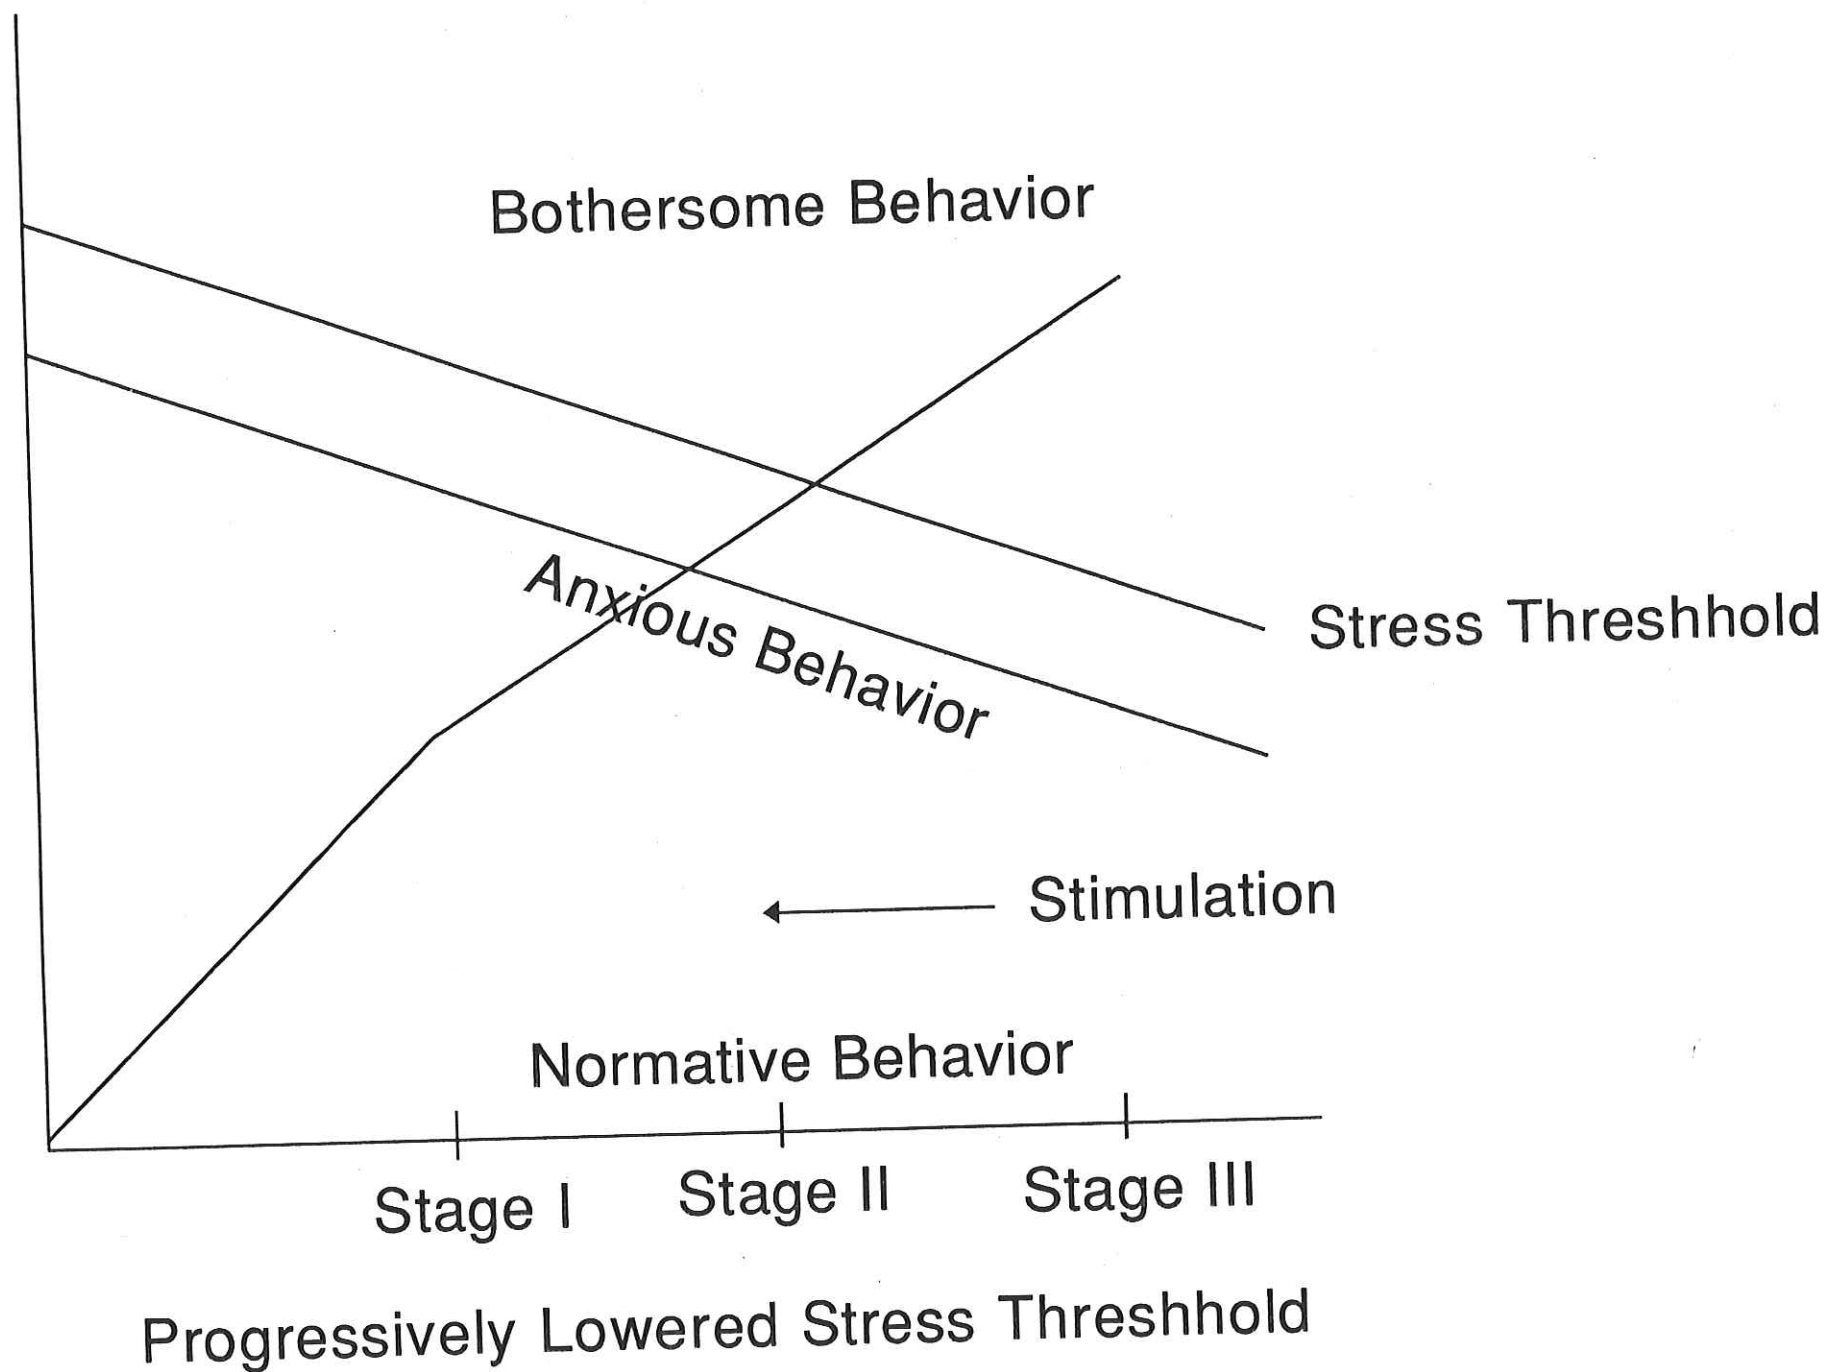 Bothersome Behavior
Anxious Behavior
Stress Threshhold
Stimulation
Normative Behavior
Stage I
Stage II
Stage III
Progressively Lowered Stress Threshhold